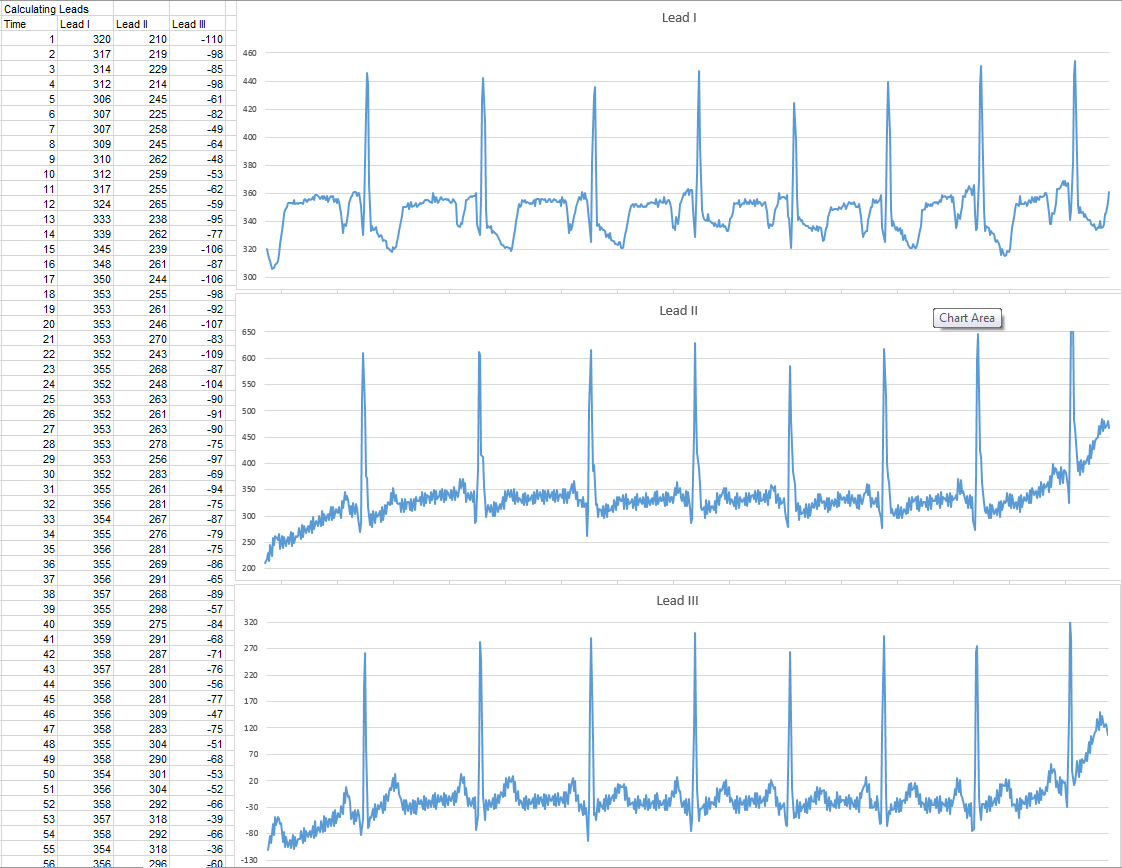 Calculating Leads
Time Lead I Lead II Lead III
1 320 210 -110
2 317 219 -98
3 314 229 -85
4 312 214 -98
5 306 245 -61
6 307 225 -82
7 307 258 -49
8 309 245 -64
9 310 262 -48
10 312 259 -53
11 317 255 -62
12 324 265 -59
13 333 238 -95
14 339 262 -77
15 345 239 -106
16 348 261 -87
17 350 244 -106
18 353 255 -98
19 353 261 -92
20 353 246 -107
21 353 270 -83
22 352 243 -109
23 355 268 -87
24 352 248 -104
25 353 263 -90
26 352 261 -91
27 353 263 -90
28 353 278 -75
29 353 256 -97
30 352 283 -69
31 355 261 -94
32 356 281 -75
33 354 267 -87
34 355 276 -79
35 356 281 -75
36 355 269 -86
37 356 291 -65
38 357 268 -89
39 355 298 -57
40 359 275 -84
41 359 291 -68
42 358 287 -71
43 357 281 -76
44 356 300 -56
45 358 281 -77
46 356 309 -47
47 358 283 -75
48 355 304 -51
49 358 290 -68
50 354 301 -53
51 356 304 -52
52 358 292 -66
53 357 318 -39
54 358 292 -66
55 354 318 -36
56 356 296 -60
Lead I
460
440
420
400
380
360
340
320
300
Lead II
Chart Area
650
600
550
500
450
400
350
300
250
200
Lead III
320
270
220
170
120
70
20
-30
-80
-130